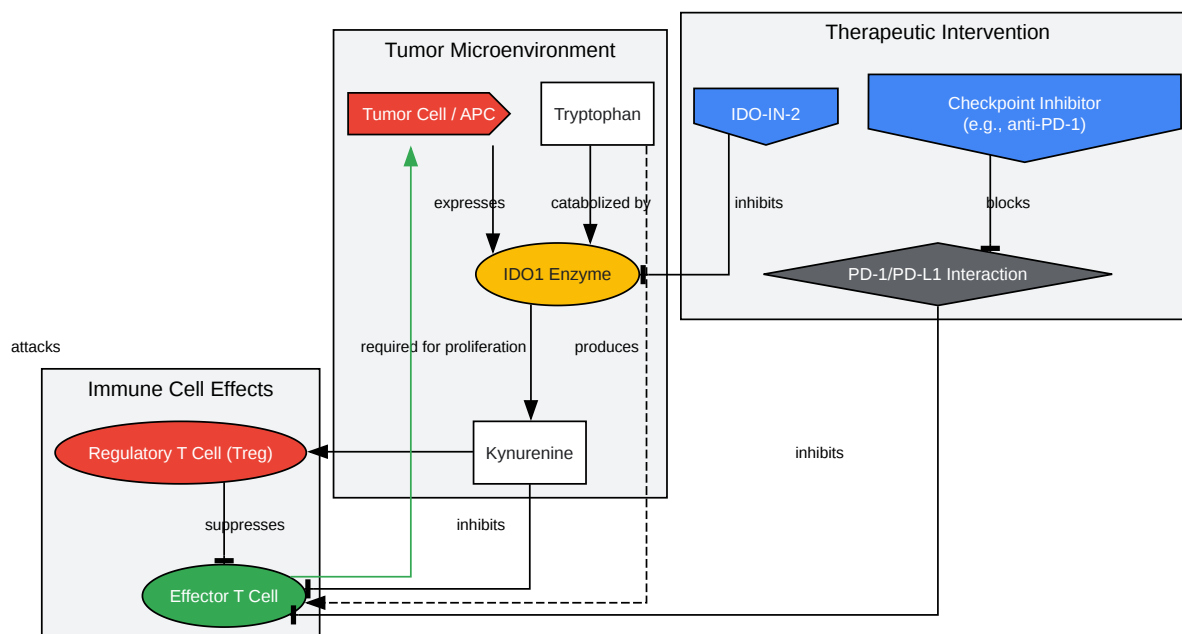 Therapeutic Intervention
Tumor Microenvironment
Tumor Cell / APC
Tryptophan
IDO-IN-2
Checkpoint Inhibitor
(e.g., anti-PD-1)
expresses
catabolized by
inhibits
blocks
IDO1 Enzyme
PD-1/PD-L1 Interaction
attacks
required for proliferation
produces
Immune Cell Effects
Regulatory T Cell (Treg)
Kynurenine
inhibits
suppresses
inhibits
Effector T Cell